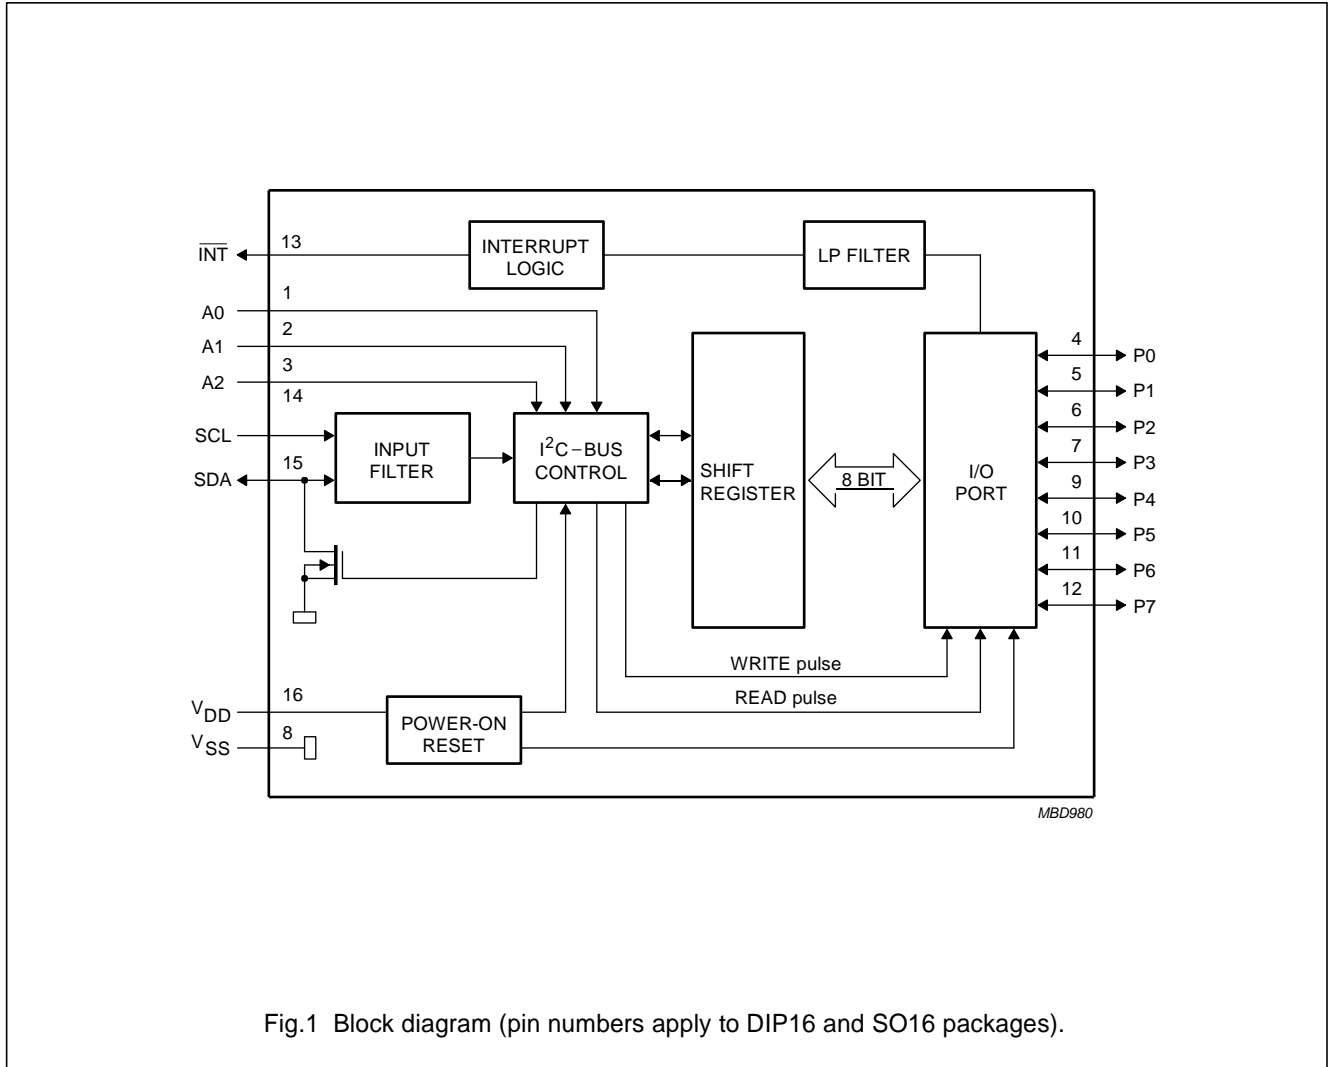 13
INT
INTERRUPT
LOGIC
LP FILTER
1
A0
2
A1
3
A2
14
SCL
15
SDA
INPUT
FILTER
I²C–BUS
CONTROL
SHIFT
REGISTER
8 BIT
I/O
PORT
4
P0
5
P1
6
P2
7
P3
9
P4
10
P5
11
P6
12
P7
WRITE pulse
READ pulse
16
VDD
8
VSS
POWER-ON
RESET
MBD980
Fig.1 Block diagram (pin numbers apply to DIP16 and SO16 packages).